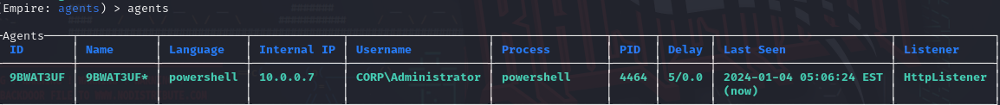 (Empire: agents) > agents
Agents
ID Name Language Internal IP Username Process PID Delay Last Seen Listener
9BWAT3UF 9BWAT3UF* powershell 10.0.0.7 CORP\Administrator powershell 4464 5/0.0 2024-01-04 05:06:24 EST HttpListener
(now)